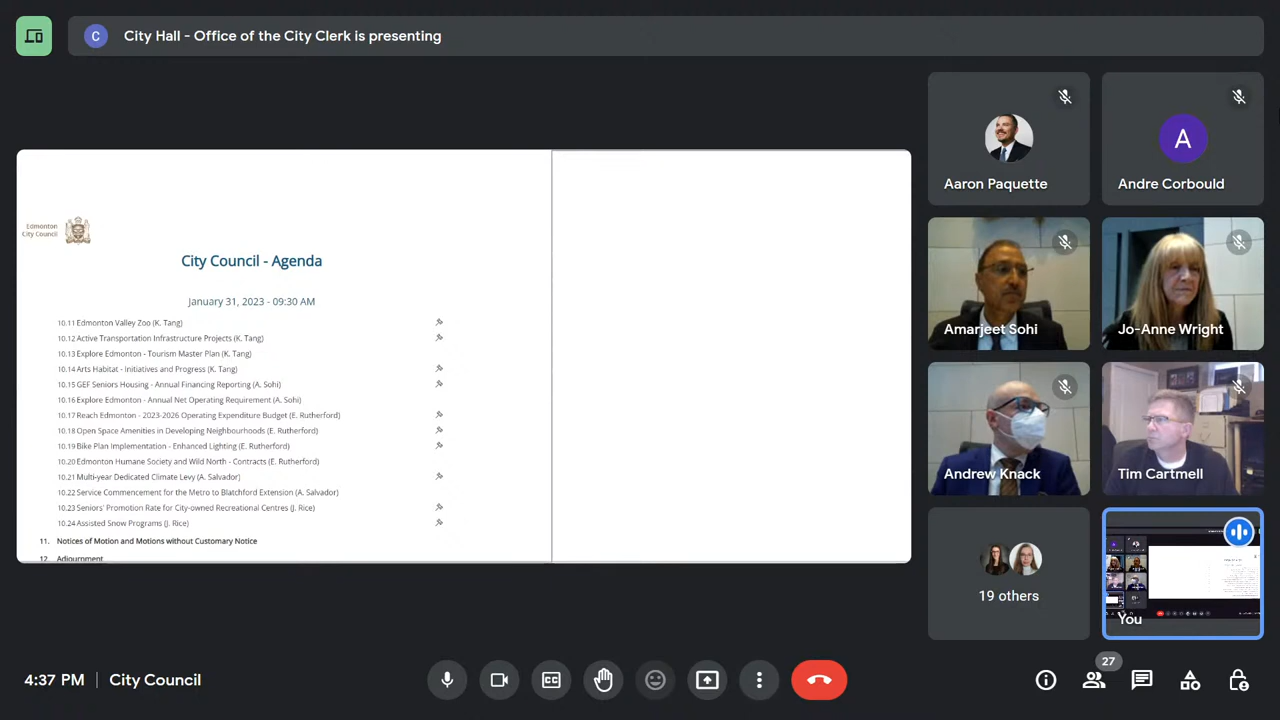 C
City Hall - Office of the City Clerk is presenting
Edmonton
City Council
City Council - Agenda
January 31, 2023 - 09:30 AM
10.11 Edmonton Valley Zoo (K. Tang)
10.12 Active Transportation Infrastructure Projects (K. Tang)
10.13 Explore Edmonton - Tourism Master Plan (K. Tang)
10.14 Arts Habitat - Initiatives and Progress (K. Tang)
10.15 GEF Seniors Housing - Annual Financing Reporting (A. Sohi)
10.16 Explore Edmonton - Annual Net Operating Requirement (A. Sohi)
10.17 Reach Edmonton - 2023-2026 Operating Expenditure Budget (E. Rutherford)
10.18 Open Space Amenities in Developing Neighbourhoods (E. Rutherford)
10.19 Bike Plan Implementation - Enhanced Lighting (E. Rutherford)
10.20 Edmonton Humane Society and Wild North - Contracts (E. Rutherford)
10.21 Multi-year Dedicated Climate Levy (A. Salvador)
10.22 Service Commencement for the Metro to Blatchford Extension (A. Salvador)
10.23 Seniors' Promotion Rate for City-owned Recreational Centres (J. Rice)
10.24 Assisted Snow Programs (J. Rice)
11. Notices of Motion and Motions without Customary Notice
12. Adjournment
Aaron Paquette
A
Andre Corbould
Amarjeet Sohi
Jo-Anne Wright
Andrew Knack
Tim Cartmell
19 others
You
4:37 PM | City Council
27